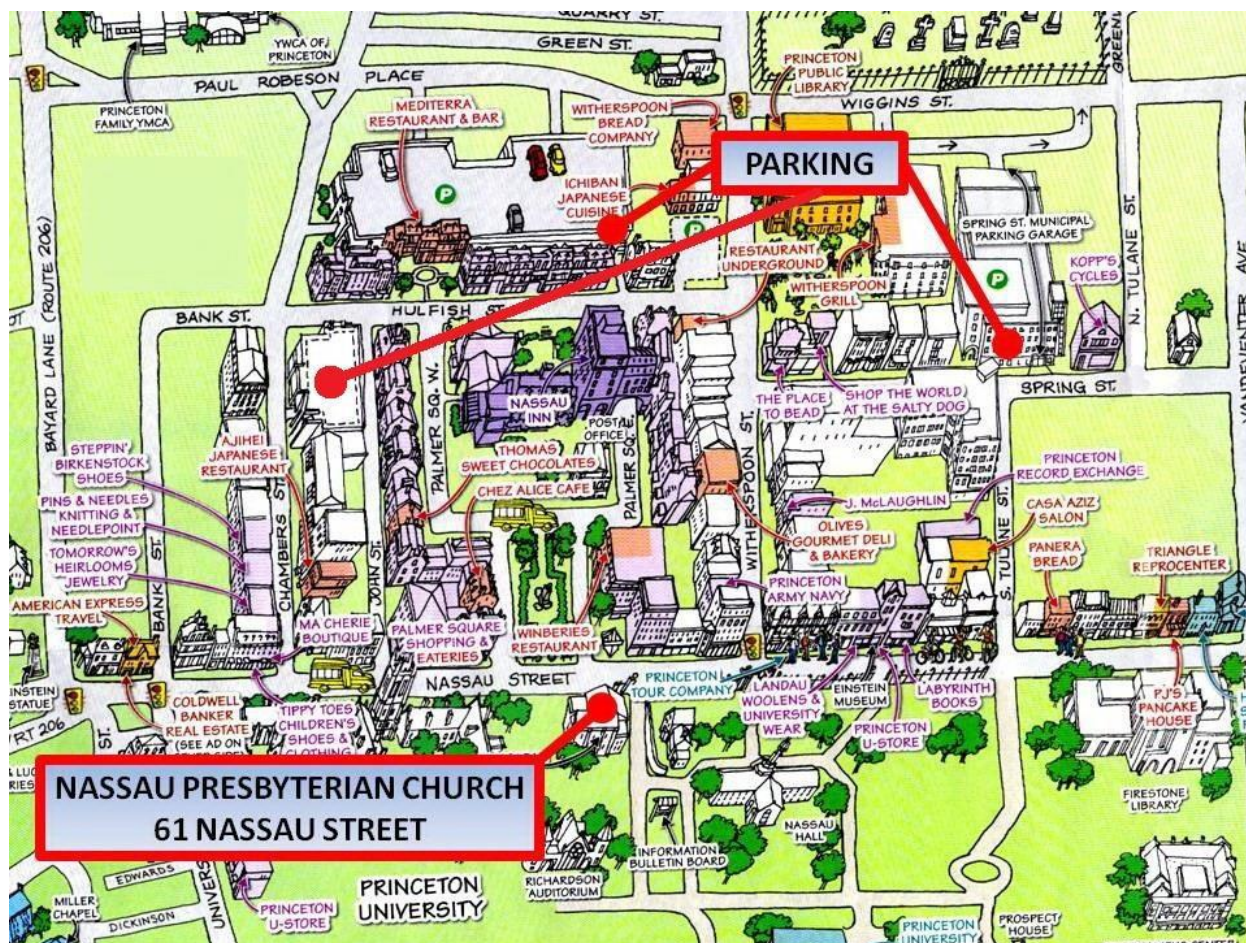 QUARRY ST.
GREEN ST.
YWCA OF
PRINCETON
PAUL ROBESON PLACE
PRINCETON
FAMILY YMCA
MEDITERRA
RESTAURANT & BAR
WITHERSPOON
BREAD
COMPANY
PRINCETON
PUBLIC
LIBRARY
WIGGINS ST.
PARKING
P
ICHIBAN
JAPANESE
CUISINE
P
SPRING ST. MUNICIPAL
PARKING GARAGE
P
RESTAURANT
UNDERGROUND
WITHERSPOON
GRILL
KOPP'S
CYCLES
N. TULANE ST.
VANDEVENTER AVE
BAYARD LANE (ROUTE 206)
BANK ST.
HULFISH ST.
SPRING ST.
THE PLACE
TO BEAD
SHOP THE WORLD
AT THE SALTY DOG
NASSAU
INN
POST
OFFICE
PALMER SQ. W.
PALMER SQ.
WITHERSPOON ST.
AJIHEI
JAPANESE
RESTAURANT
THOMAS
SWEET CHOCOLATES
CHEZ ALICE CAFE
STEPPIN'
BIRKENSTOCK
SHOES
PINS & NEEDLES
KNITTING &
NEEDLEPOINT
TOMORROW'S
HEIRLOOMS
JEWELRY
AMERICAN EXPRESS
TRAVEL
BANK ST.
CHAMBERS ST.
JOHN ST.
J. McLAUGHLIN
OLIVES
GOURMET DELI
& BAKERY
PRINCETON
RECORD EXCHANGE
CASA AZIZ
SALON
S. TULANE ST.
PANERA
BREAD
TRIANGLE
REPROCENTER
PRINCETON
ARMY NAVY
MA CHERIE
BOUTIQUE
PALMER SQUARE
SHOPPING &
EATERIES
WINBERIES
RESTAURANT
NASSAU STREET
PRINCETON
TOUR COMPANY
LANDAU
WOOLENS &
UNIVERSITY
WEAR
EINSTEIN
MUSEUM
PRINCETON
U-STORE
LABYRINTH
BOOKS
PJ'S
PANCAKE
HOUSE
STATUE
RT 206
ST.
COLDWELL
BANKER
REAL ESTATE
(SEE AD ON
TIPPY TOES
CHILDREN'S
SHOES &
CLOTHING
NASSAU PRESBYTERIAN CHURCH
61 NASSAU STREET
FIRESTONE
LIBRARY
NASSAU
HALL
INFORMATION
BULLETIN BOARD
RICHARDSON
AUDITORIUM
PRINCETON
UNIVERSITY
EDWARDS
DICKINSON
MILLER
CHAPEL
PRINCETON
U-STORE
PRINCETON
UNIVERSITY
PROSPECT
HOUSE